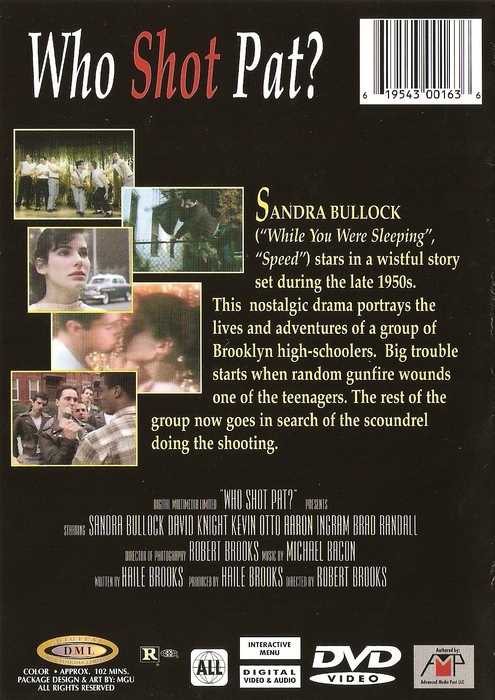 Who Shot Pat?
6 19543 00163 6
SANDRA BULLOCK
("While You Were Sleeping",
"Speed") stars in a wistful story
set during the late 1950s.
This nostalgic drama portrays the
lives and adventures of a group of
Brooklyn high-schoolers. Big trouble
starts when random gunfire wounds
one of the teenagers. The rest of the
group now goes in search of the scoundrel
doing the shooting.
DIGITAL MULTIMEDIA LIMITED "WHO SHOT PAT?" PRESENTS
STARRING SANDRA BULLOCK DAVID KNIGHT KEVIN OTTO AARON INGRAM BRAD RANDALL
DIRECTOR OF PHOTOGRAPHY ROBERT BROOKS MUSIC BY MICHAEL BACON
WRITTEN BY HAILE BROOKS PRODUCED BY HAILE BROOKS DIRECTED BY ROBERT BROOKS
DIGITAL
DML
COLOR • APPROX. 102 MINS.
PACKAGE DESIGN & ART BY: MGU
ALL RIGHTS RESERVED
R
ALL
INTERACTIVE
MENU
DIGITAL
VIDEO & AUDIO
DVD
VIDEO
Authored by:
AMP
Advanced Media Post LLC